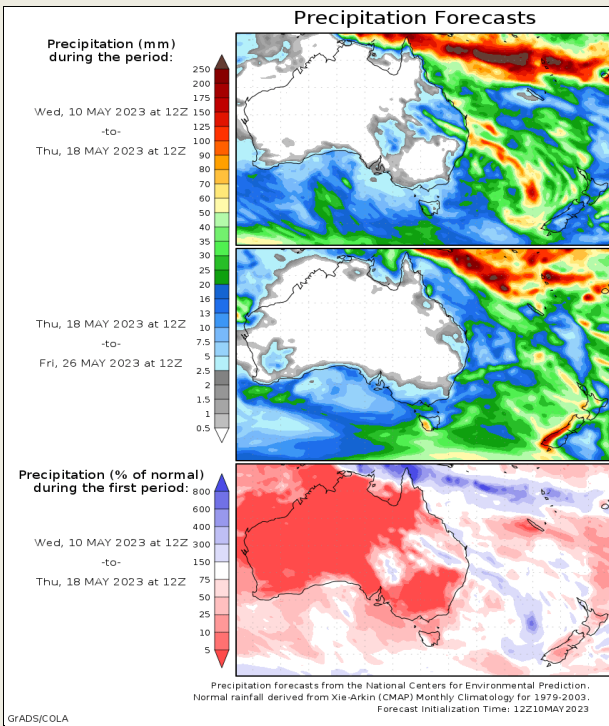 Precipitation Forecasts
Precipitation (mm)
during the period:
Wed, 10 MAY 2023 at 12Z
-to-
Thu, 18 MAY 2023 at 12Z
250
200
175
150
125
100
90
80
70
60
50
40
35
30
25
20
16
13
10
7.5
5
2.5
2
1.5
1
0.5
Thu, 18 MAY 2023 at 12Z
-to-
Fri, 26 MAY 2023 at 12Z
Precipitation (% of normal)
during the first period:
Wed, 10 MAY 2023 at 12Z
-to-
Thu, 18 MAY 2023 at 12Z
800
600
400
300
150
75
50
25
10
5
Precipitation forecasts from the National Centers for Environmental Prediction.
Normal rainfall derived from Xie-Arkin (CMAP) Monthly Climatology for 1979-2003.
Forecast Initialization Time: 12Z10MAY2023
GrADS/COLA